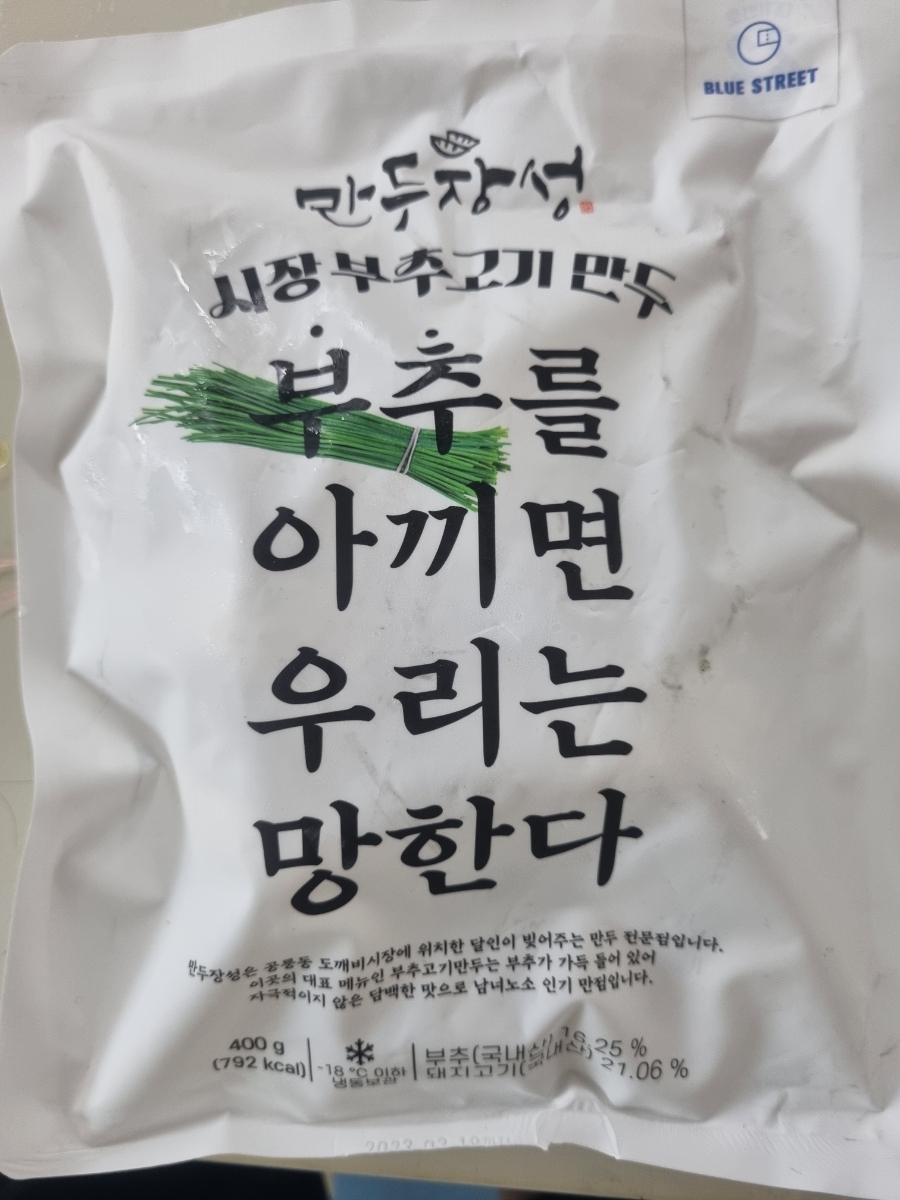 BLUE STREET
만두장성
시장 부추고기 만두
부추를
아끼면
우리는
망한다
만두장성은 공릉동 도깨비시장에 위치한 달인이 빚어주는 만두 전문점입니다.
이곳의 대표 메뉴인 부추고기만두는 부추가 가득 들어 있어
자극적이지 않은 담백한 맛으로 남녀노소 인기 만점입니다.
400 g
(792 kcal)
-18 °C 이하
냉동보관
부추(국내산) 25 %
돼지고기(국내산) 21.06 %